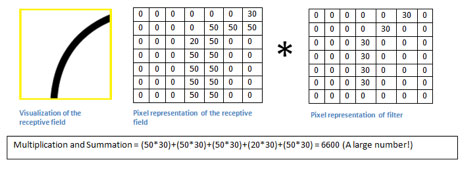 0 0 0 0 0 0 30
0 0 0 0 50 50 50
0 0 0 20 50 0 0
0 0 0 50 50 0 0
0 0 0 50 50 0 0
0 0 0 50 50 0 0
0 0 0 50 50 0 0
*
0 0 0 0 0 30 0
0 0 0 0 30 0 0
0 0 0 30 0 0 0
0 0 0 30 0 0 0
0 0 0 30 0 0 0
0 0 0 30 0 0 0
0 0 0 0 0 0 0
Visualization of the
receptive field
Pixel representation of the receptive
field
Pixel representation of filter
Multiplication and Summation = (50*30)+(50*30)+(50*30)+(20*30)+(50*30) = 6600 (A large number!)